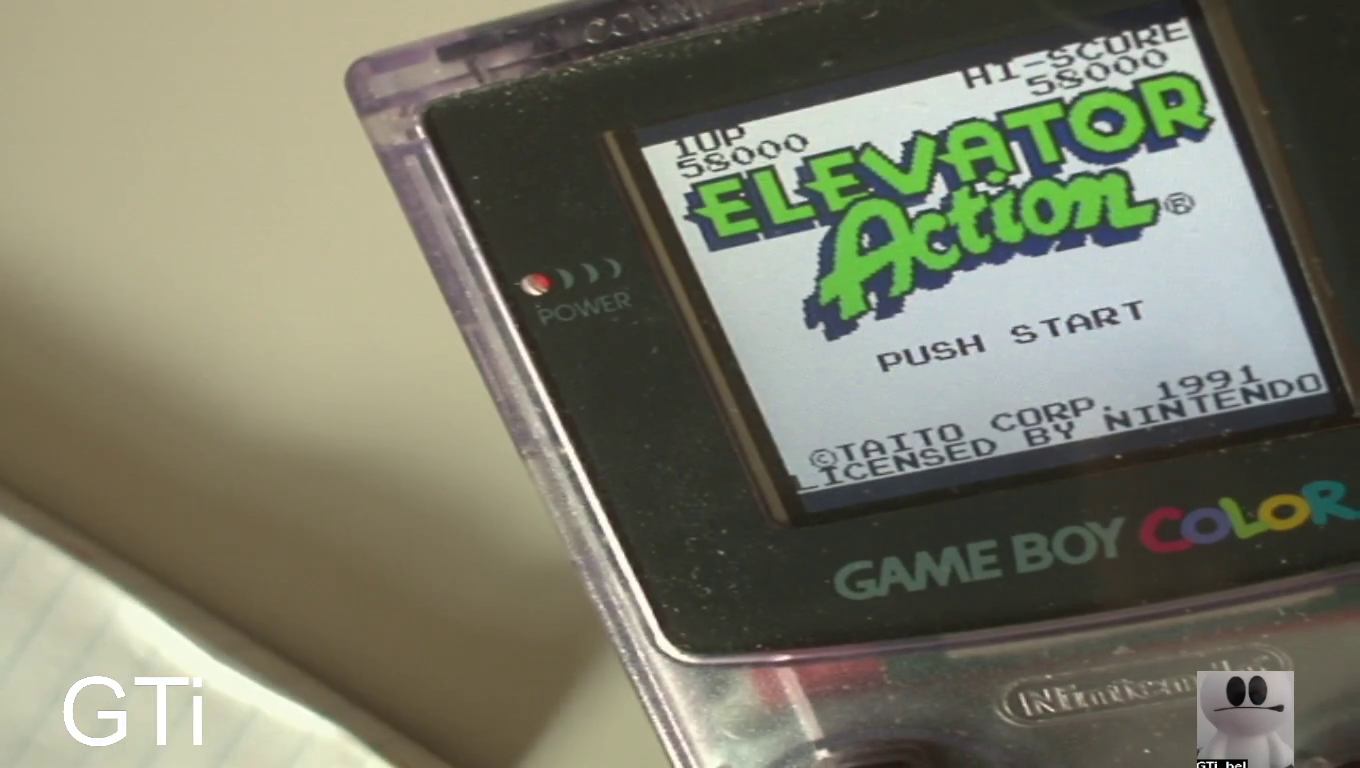 COMM
HI-SCORE
58000
1UP
58000
ELEVATOR
Action®
PUSH START
©TAITO CORP. 1991
LICENSED BY NINTENDO
POWER
GAME BOY COLOR
Nintendo
GTi
GTi_bel